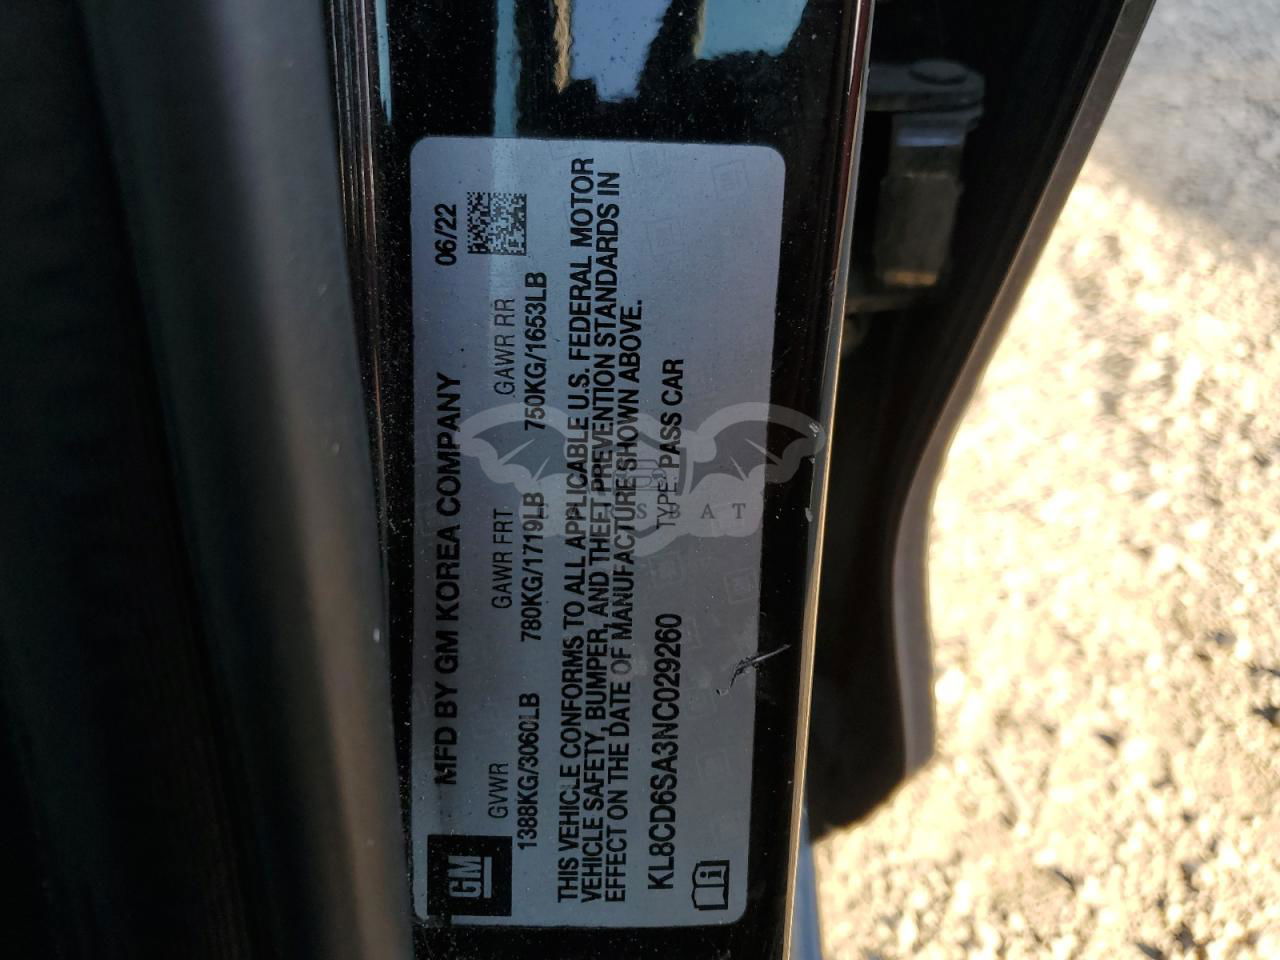 MFD BY GM KOREA COMPANY 06/22
GM
GVWR GAWR FRT GAWR RR
1388KG/3060LB 780KG/1719LB 750KG/1653LB
THIS VEHICLE CONFORMS TO ALL APPLICABLE U.S. FEDERAL MOTOR
VEHICLE SAFETY, BUMPER, AND THEFT PREVENTION STANDARDS IN
EFFECT ON THE DATE OF MANUFACTURE SHOWN ABOVE.
KL8CD6SA3NC029260 TYPE: PASS CAR